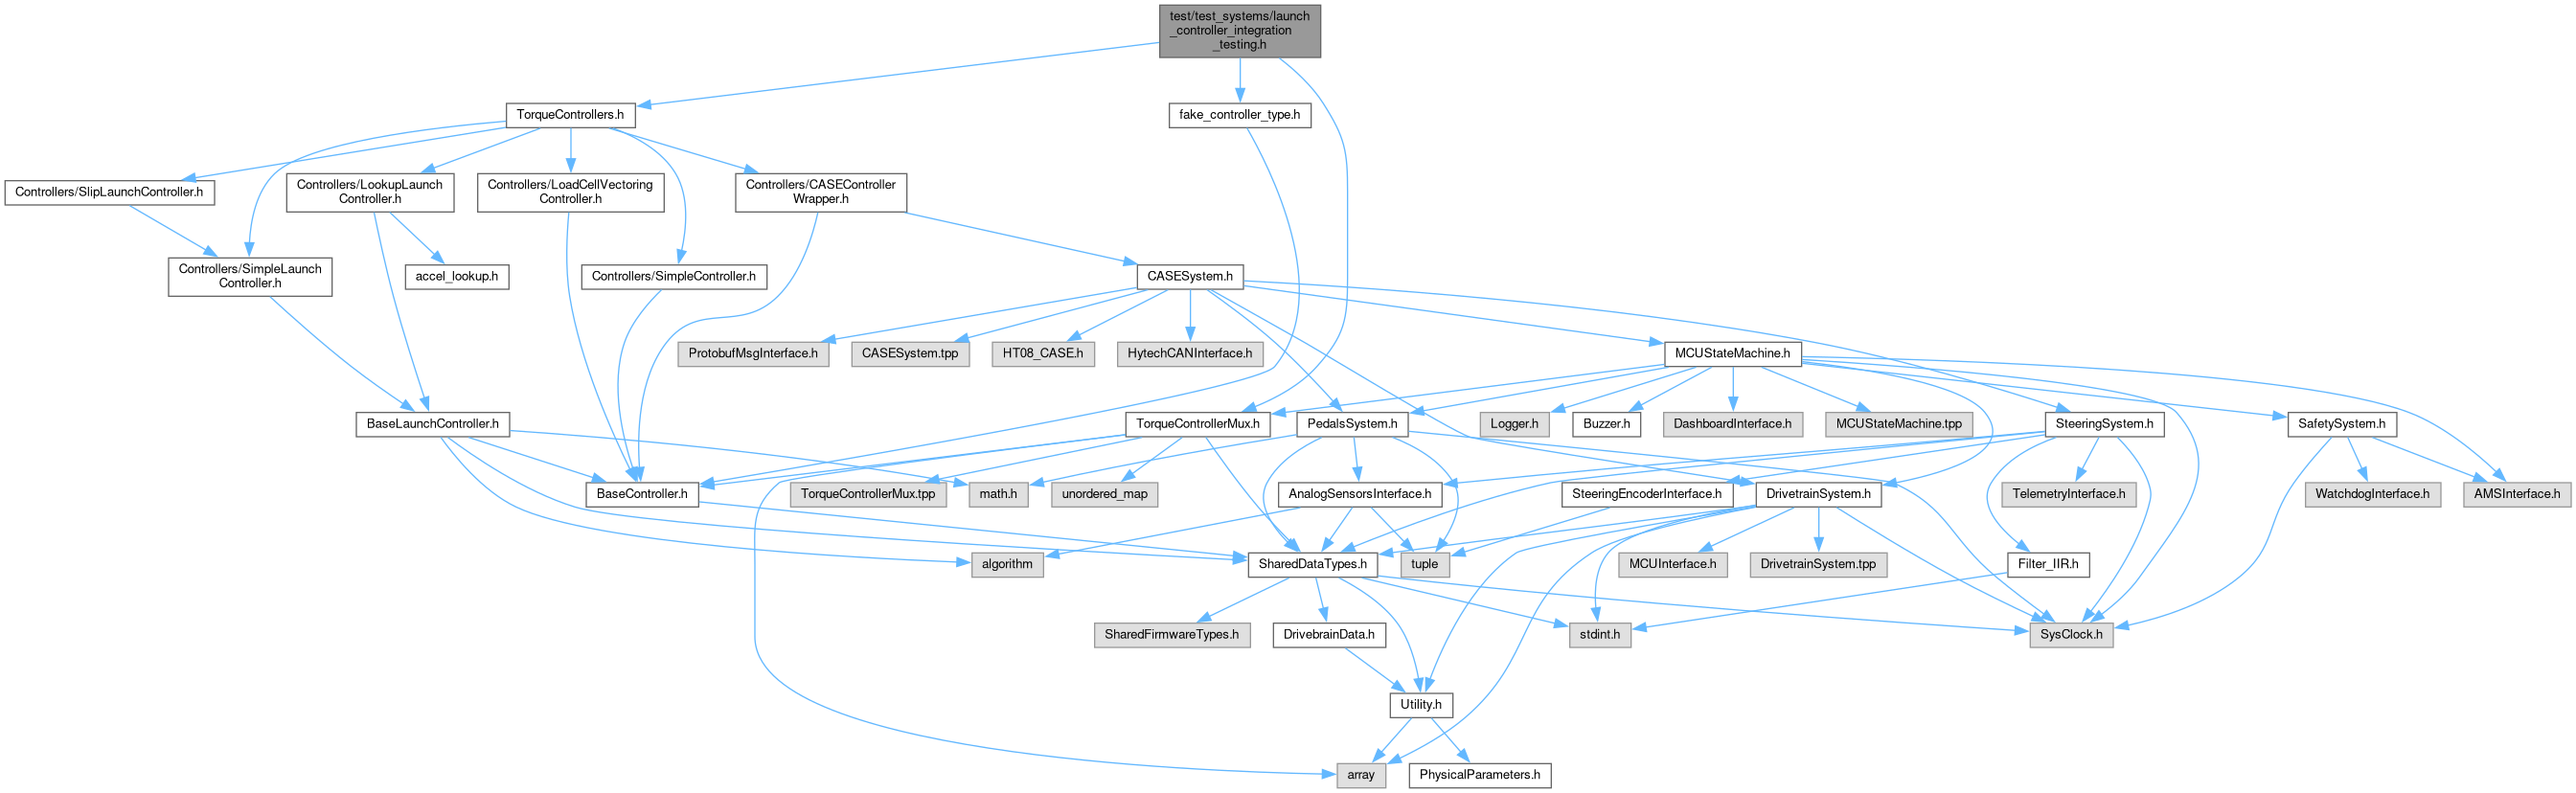 test/test_systems/launch
_controller_integration
_testing.h
TorqueControllers.h
fake_controller_type.h
Controllers/SlipLaunchController.h
Controllers/LookupLaunch
Controller.h
Controllers/LoadCellVectoring
Controller.h
Controllers/CASEController
Wrapper.h
Controllers/SimpleLaunch
Controller.h
accel_lookup.h
Controllers/SimpleController.h
CASESystem.h
ProtobufMsgInterface.h
CASESystem.tpp
HT08_CASE.h
HytechCANInterface.h
MCUStateMachine.h
BaseLaunchController.h
TorqueControllerMux.h
PedalsSystem.h
Logger.h
Buzzer.h
DashboardInterface.h
MCUStateMachine.tpp
SteeringSystem.h
SafetySystem.h
BaseController.h
TorqueControllerMux.tpp
math.h
unordered_map
AnalogSensorsInterface.h
SteeringEncoderInterface.h
DrivetrainSystem.h
TelemetryInterface.h
WatchdogInterface.h
AMSInterface.h
algorithm
SharedDataTypes.h
tuple
MCUInterface.h
DrivetrainSystem.tpp
Filter_IIR.h
SharedFirmwareTypes.h
DrivebrainData.h
stdint.h
SysClock.h
Utility.h
array
PhysicalParameters.h